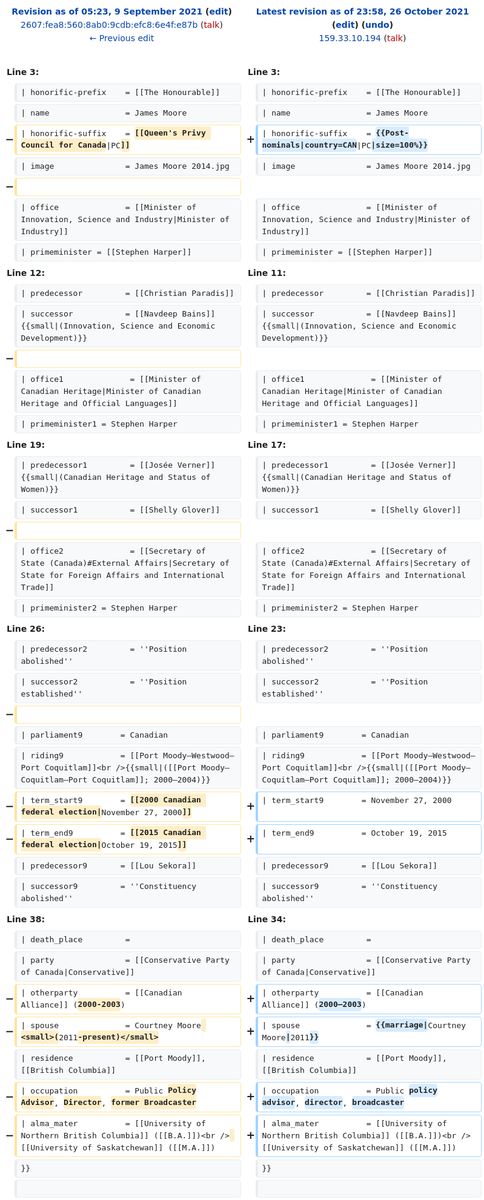 Revision as of 05:23, 9 September 2021 (edit)
2607:fea8:560:8ab0:9cdb:efc8:6e4f:e87b (talk)
← Previous edit
Latest revision as of 23:58, 26 October 2021
(edit) (undo)
159.33.10.194 (talk)
Line 3:
Line 3:
| honorific-prefix = [[The Honourable]]
| honorific-prefix = [[The Honourable]]
| name = James Moore
| name = James Moore
− | honorific-suffix = [[Queen's Privy
Council for Canada|PC]]
+ | honorific-suffix = {{Post-
nominals|country=CAN|PC|size=100%}}
| image = James Moore 2014.jpg
| image = James Moore 2014.jpg
−
| office = [[Minister of
Innovation, Science and Industry|Minister of
Industry]]
| office = [[Minister of
Innovation, Science and Industry|Minister of
Industry]]
| primeminister = [[Stephen Harper]]
| primeminister = [[Stephen Harper]]
Line 12:
Line 11:
| predecessor = [[Christian Paradis]]
| predecessor = [[Christian Paradis]]
| successor = [[Navdeep Bains]]
{{small|(Innovation, Science and Economic
Development)}}
| successor = [[Navdeep Bains]]
{{small|(Innovation, Science and Economic
Development)}}
−
| office1 = [[Minister of
Canadian Heritage|Minister of Canadian
Heritage and Official Languages]]
| office1 = [[Minister of
Canadian Heritage|Minister of Canadian
Heritage and Official Languages]]
| primeminister1 = Stephen Harper
| primeminister1 = Stephen Harper
Line 19:
Line 17:
| predecessor1 = [[Josée Verner]]
{{small|(Canadian Heritage and Status of
Women)}}
| predecessor1 = [[Josée Verner]]
{{small|(Canadian Heritage and Status of
Women)}}
| successor1 = [[Shelly Glover]]
| successor1 = [[Shelly Glover]]
−
| office2 = [[Secretary of
State (Canada)#External Affairs|Secretary of
State for Foreign Affairs and International
Trade]]
| office2 = [[Secretary of
State (Canada)#External Affairs|Secretary of
State for Foreign Affairs and International
Trade]]
| primeminister2 = Stephen Harper
| primeminister2 = Stephen Harper
Line 26:
Line 23:
| predecessor2 = ''Position
abolished''
| predecessor2 = ''Position
abolished''
| successor2 = ''Position
established''
| successor2 = ''Position
established''
−
| parliament9 = Canadian
| parliament9 = Canadian
| riding9 = [[Port Moody—Westwood—
Port Coquitlam]]<br />{{small|([[Port Moody—
Coquitlam—Port Coquitlam]]; 2000–2004)}}
| riding9 = [[Port Moody—Westwood—
Port Coquitlam]]<br />{{small|([[Port Moody—
Coquitlam—Port Coquitlam]]; 2000–2004)}}
− | term_start9 = [[2000 Canadian
federal election|November 27, 2000]]
+ | term_start9 = November 27, 2000
− | term_end9 = [[2015 Canadian
federal election|October 19, 2015]]
+ | term_end9 = October 19, 2015
| predecessor9 = [[Lou Sekora]]
| predecessor9 = [[Lou Sekora]]
| successor9 = ''Constituency
abolished''
| successor9 = ''Constituency
abolished''
Line 38:
Line 34:
| death_place =
| death_place =
| party = [[Conservative Party
of Canada|Conservative]]
| party = [[Conservative Party
of Canada|Conservative]]
− | otherparty = [[Canadian
Alliance]] (2000-2003)
+ | otherparty = [[Canadian
Alliance]] (2000–2003)
− | spouse = Courtney Moore
<small>(2011-present)</small>
+ | spouse = {{marriage|Courtney
Moore|2011}}
| residence = [[Port Moody]],
[[British Columbia]]
| residence = [[Port Moody]],
[[British Columbia]]
− | occupation = Public Policy
Advisor, Director, former Broadcaster
+ | occupation = Public policy
advisor, director, broadcaster
− | alma_mater = [[University of
Northern British Columbia]] ([[B.A.]])<br />
[[University of Saskatchewan]] ([[M.A.]])
+ | alma_mater = [[University of
Northern British Columbia]] ([[B.A.]])<br />
[[University of Saskatchewan]] ([[M.A.]])
}}
}}